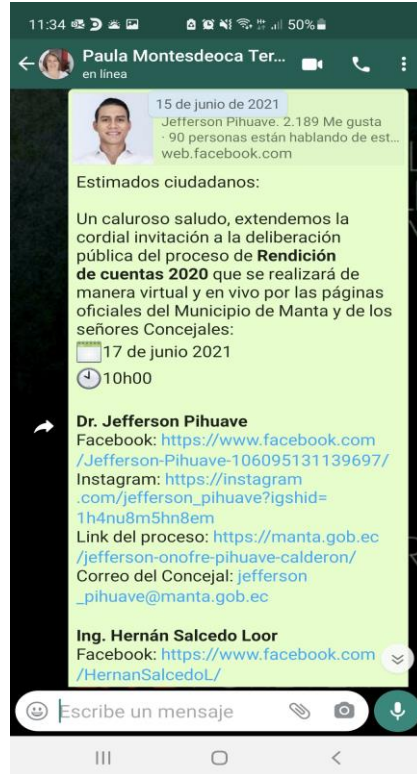 11:34
50%
Paula Montesdeoca Ter...
en línea
15 de junio de 2021
Jefferson Pihuave. 2.189 Me gusta
· 90 personas están hablando de est...
web.facebook.com
Estimados ciudadanos:
Un caluroso saludo, extendemos la
cordial invitación a la deliberación
pública del proceso de Rendición
de cuentas 2020 que se realizará de
manera virtual y en vivo por las páginas
oficiales del Municipio de Manta y de los
señores Concejales:
17 de junio 2021
10h00
Dr. Jefferson Pihuave
Facebook: https://www.facebook.com
/Jefferson-Pihuave-106095131139697/
Instagram: https://instagram
.com/jefferson_pihuave?igshid=
1h4nu8m5hn8em
Link del proceso: https://manta.gob.ec
/jefferson-onofre-pihuave-calderon/
Correo del Concejal: jefferson
_pihuave@manta.gob.ec
Ing. Hernán Salcedo Loor
Facebook: https://www.facebook.com
/HernanSalcedoL/
Escribe un mensaje